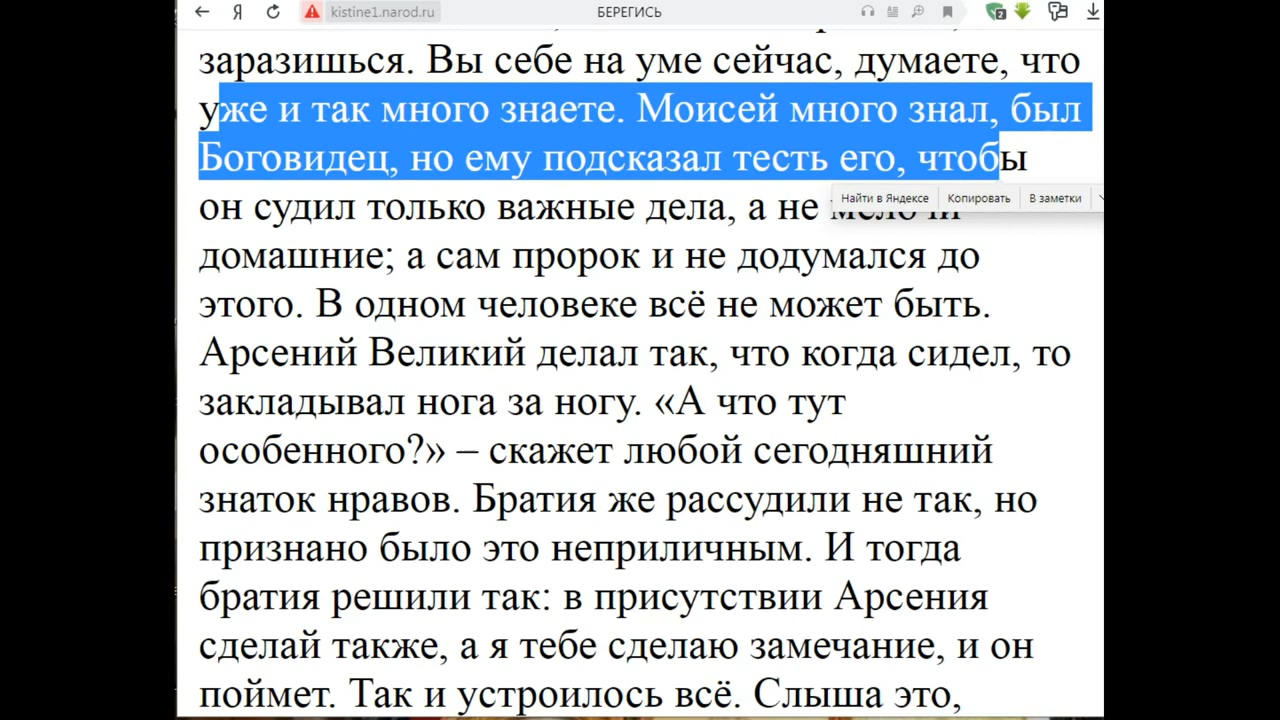 Я kistine1.narod.ru БЕРЕГИСЬ 2
заразишься. Вы себе на уме сейчас, думаете, что
уже и так много знаете. Моисей много знал, был
Боговидец, но ему подсказал тесть его, чтобы
Найти в Яндексе Копировать В заметки
он судил только важные дела, а не мелочи
домашние; а сам пророк и не додумался до
этого. В одном человеке всё не может быть.
Арсений Великий делал так, что когда сидел, то
закладывал нога за ногу. «А что тут
особенного?» – скажет любой сегодняшний
знаток нравов. Братия же рассудили не так, но
признано было это неприличным. И тогда
братия решили так: в присутствии Арсения
сделай также, а я тебе сделаю замечание, и он
поймет. Так и устроилось всё. Слыша это,